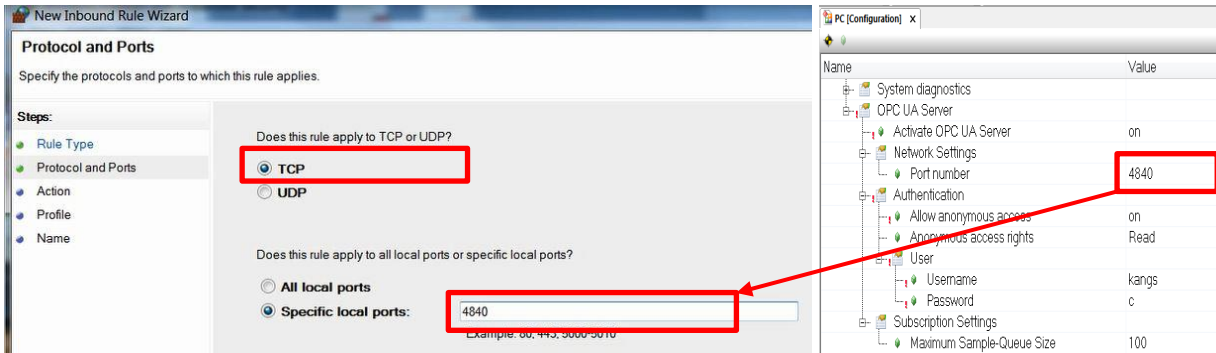 New Inbound Rule Wizard
Protocol and Ports
Specify the protocols and ports to which this rule applies.
Steps:
Rule Type
Protocol and Ports
Action
Profile
Name
Does this rule apply to TCP or UDP?
TCP
UDP
Does this rule apply to all local ports or specific local ports?
All local ports
Specific local ports:
4840
Example: 80, 443, 5000-5010
PC [Configuration] x
Name Value
System diagnostics
OPC UA Server
Activate OPC UA Server on
Network Settings
Port number 4840
Authentication
Allow anonymous access on
Anonymous access rights Read
User
Username kangs
Password c
Subscription Settings
Maximum Sample-Queue Size 100